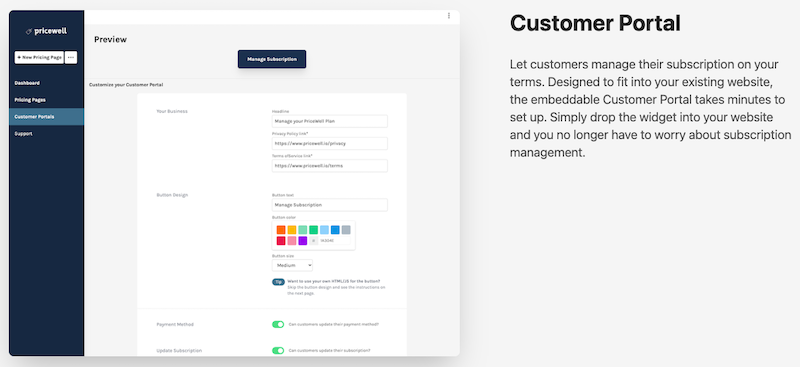 pricewell
+ New Pricing Page
Dashboard
Pricing Pages
Customer Portals
Support
Preview
Manage Subscription
Customize your Customer Portal
Your Business
Headline
Manage your PriceWell Plan
Privacy Policy link*
https://www.pricewell.io/privacy
Terms of Service link*
https://www.pricewell.io/terms
Button Design
Button text
Manage Subscription
Button color
#
Button size
Medium
Tip
Want to use your own HTML/JS for the button?
Skip the button design and see the instructions
on the next page.
Payment Method
Can customers update their payment method?
Update Subscription
Can customers update their subscription?
Customer Portal
Let customers manage their subscription on your
terms. Designed to fit into your existing website,
the embeddable Customer Portal takes minutes to
set up. Simply drop the widget into your website
and you no longer have to worry about subscription
management.